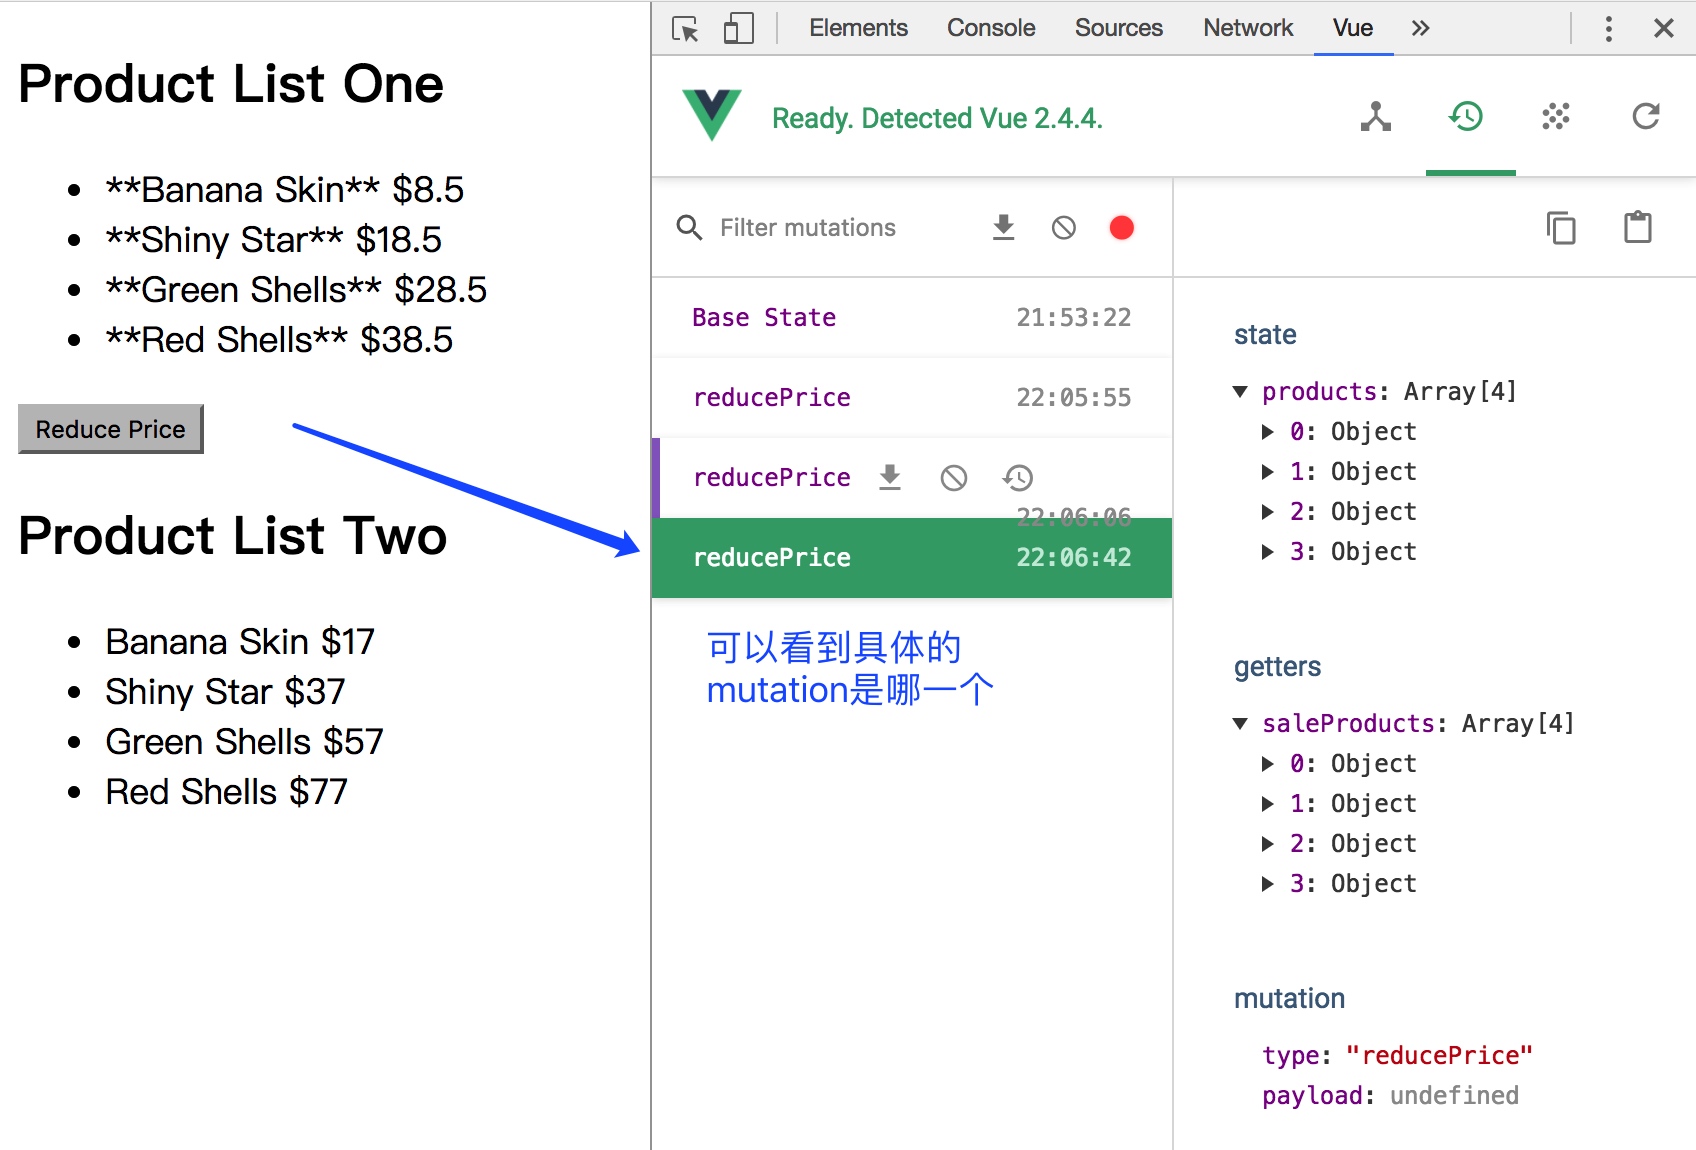 Product List One
**Banana Skin** $8.5
**Shiny Star** $18.5
**Green Shells** $28.5
**Red Shells** $38.5
Reduce Price
Product List Two
Banana Skin $17
Shiny Star $37
Green Shells $57
Red Shells $77
Elements Console Sources Network Vue
Ready. Detected Vue 2.4.4.
Filter mutations
Base State 21:53:22
reducePrice 22:05:55
reducePrice 22:06:06
reducePrice 22:06:42
可以看到具体的
mutation是哪一个
state
products: Array[4]
0: Object
1: Object
2: Object
3: Object
getters
saleProducts: Array[4]
0: Object
1: Object
2: Object
3: Object
mutation
type: "reducePrice"
payload: undefined